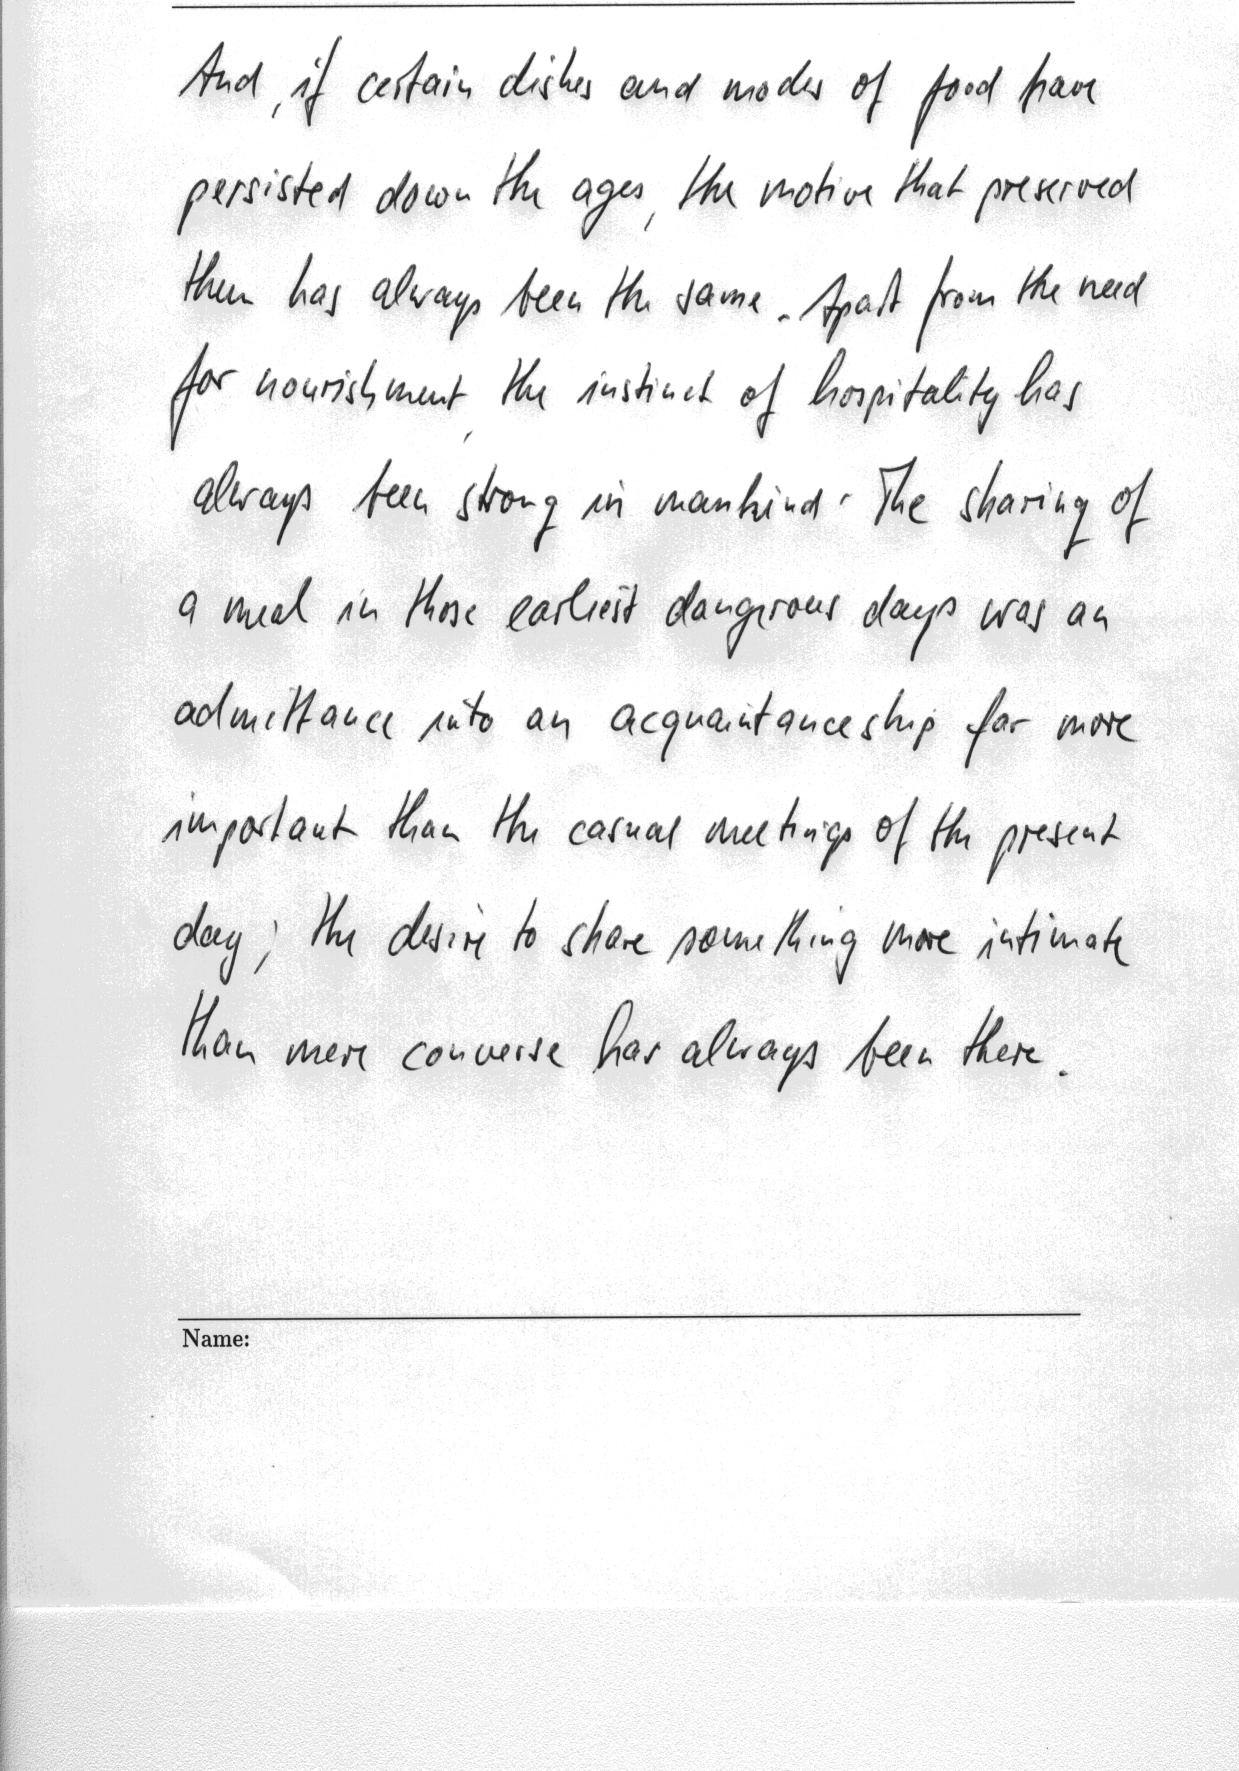 And, if certain dishes and modes of food have
persisted down the ages, the motive that preserved
them has always been the same. Apart from the need
for nourishment, the instinct of hospitality has
always been strong in mankind. The sharing of
a meal in those earliest dangerous days was an
admittance into an acquaintanceship far more
important than the casual meetings of the present
day; the desire to share something more intimate
than mere converse has always been there.
Name: